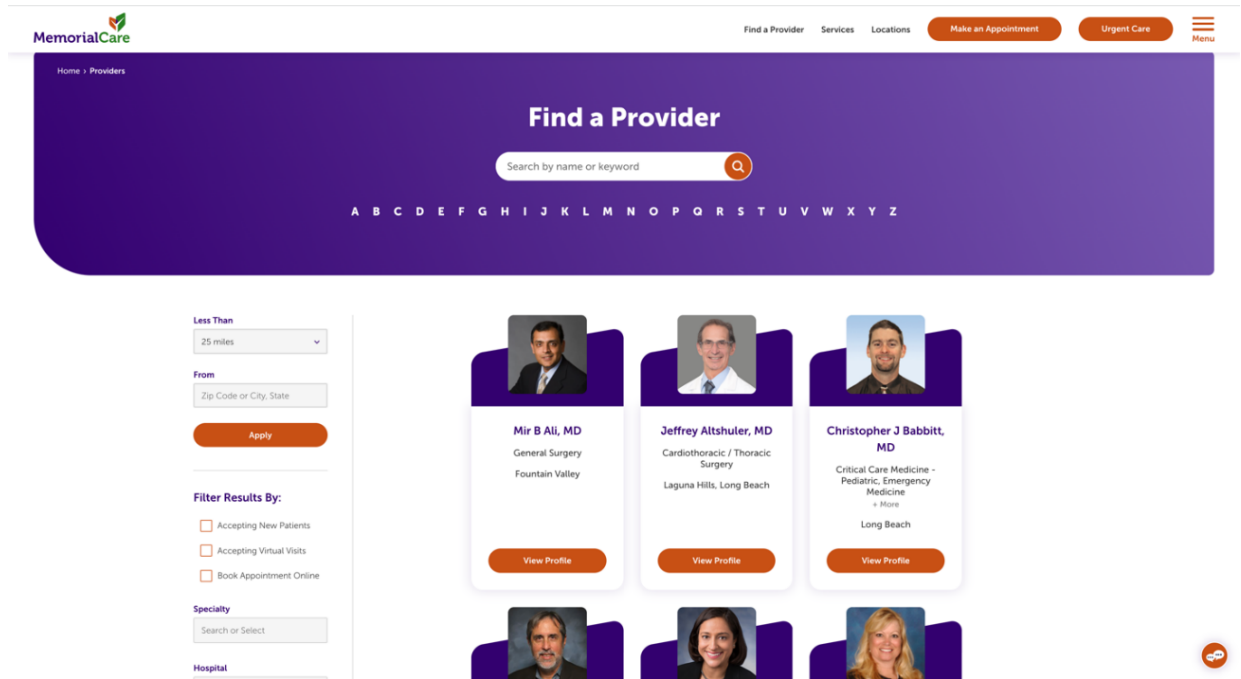 MemorialCare
Find a Provider
Services
Locations
Make an Appointment
Urgent Care
Menu
Home › Providers
Find a Provider
Search by name or keyword
A B C D E F G H I J K L M N O P Q R S T U V W X Y Z
Less Than
25 miles
From
Zip Code or City, State
Apply
Filter Results By:
Accepting New Patients
Accepting Virtual Visits
Book Appointment Online
Specialty
Search or Select
Hospital
Mir B Ali, MD
General Surgery
Fountain Valley
View Profile
Jeffrey Altshuler, MD
Cardiothoracic / Thoracic
Surgery
Laguna Hills, Long Beach
View Profile
Christopher J Babbitt,
MD
Critical Care Medicine -
Pediatric, Emergency
Medicine
+ More
Long Beach
View Profile